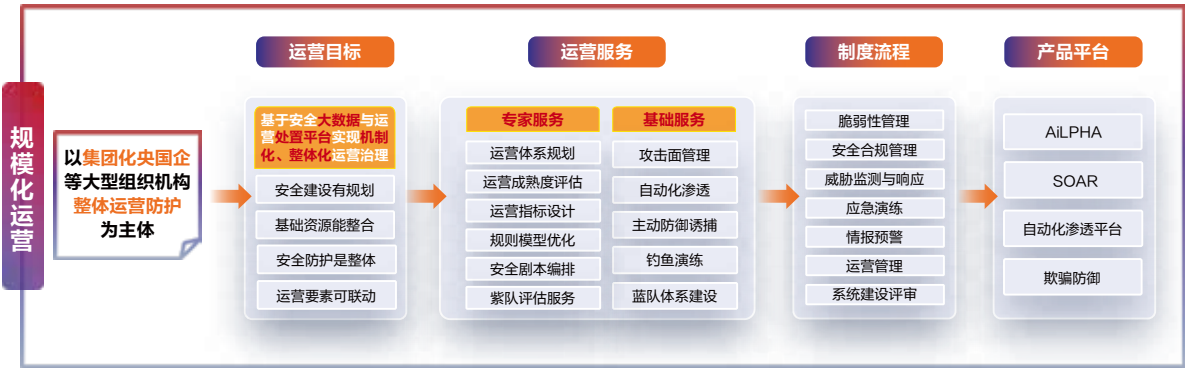 规模化运营
以集团化央国企
等大型组织机构
整体运营防护
为主体
运营目标
基于安全大数据与运
营处置平台实现机制
化、整体化运营治理
安全建设有规划
基础资源能整合
安全防护是整体
运营要素可联动
运营服务
专家服务
运营体系规划
运营成熟度评估
运营指标设计
规则模型优化
安全剧本编排
紫队评估服务
基础服务
攻击面管理
自动化渗透
主动防御诱捕
钓鱼演练
蓝队体系建设
制度流程
脆弱性管理
安全合规管理
威胁监测与响应
应急演练
情报预警
运营管理
系统建设评审
产品平台
AiLPHA
SOAR
自动化渗透平台
欺骗防御